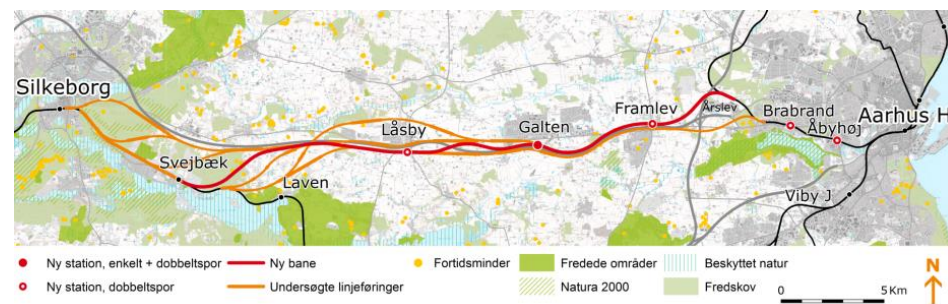 Silkeborg
Svejbæk
Laven
Låsby
Galten
Framlev
Årslev
Brabrand
Åbyhøj
Aarhus H
Viby J
Ny station, enkelt + dobbeltspor
Ny bane
Fortidsminder
Fredede områder
Beskyttet natur
Ny station, dobbeltspor
Undersøgte linjeføringer
Natura 2000
Fredskov
0 5 Km
N